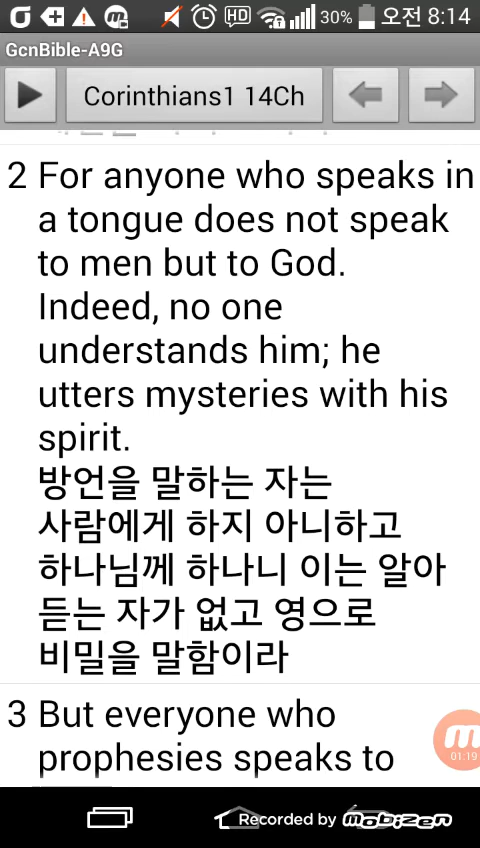 HD 30% 오전 8:14
GcnBible-A9G
Corinthians1 14Ch
2 For anyone who speaks in
a tongue does not speak
to men but to God.
Indeed, no one
understands him; he
utters mysteries with his
spirit.
방언을 말하는 자는
사람에게 하지 아니하고
하나님께 하나니 이는 알아
듣는 자가 없고 영으로
비밀을 말함이라
3 But everyone who
prophesies speaks to
01:19
Recorded by mobizen